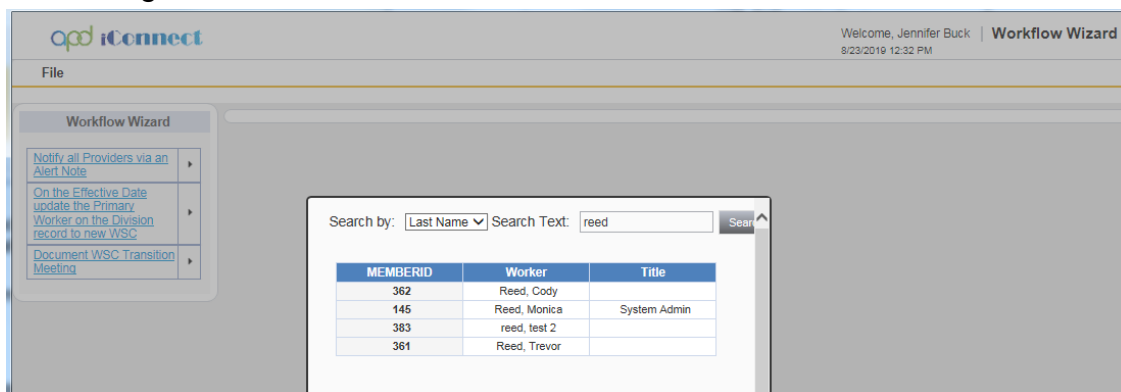 apd iConnect
Welcome, Jennifer Buck | Workflow Wizard
8/23/2019 12:32 PM
File
Workflow Wizard
Notify all Providers via an
Alert Note
On the Effective Date
update the Primary
Worker on the Division
record to new WSC
Document WSC Transition
Meeting
Search by: Last Name Search Text: reed
MEMBERID Worker Title
362 Reed, Cody
145 Reed, Monica System Admin
383 reed, test 2
361 Reed, Trevor